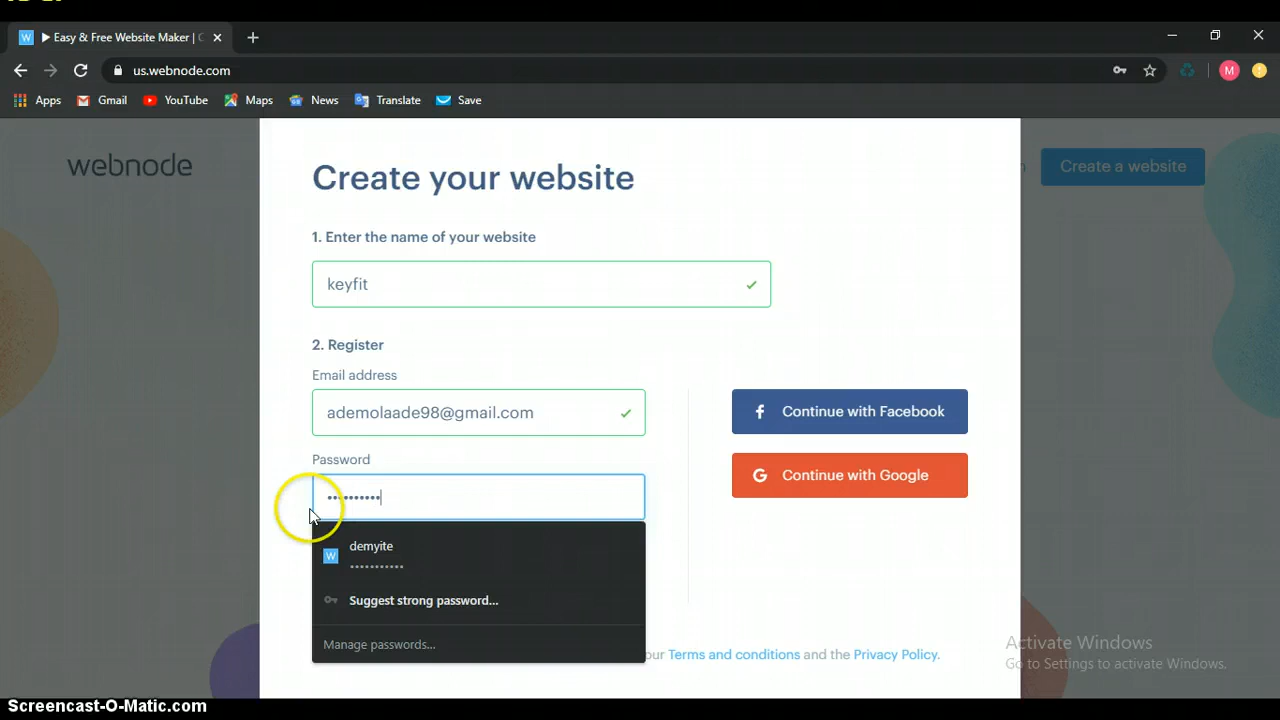 ▶ Easy & Free Website Maker |
us.webnode.com
M
Apps Gmail YouTube Maps News Translate Save
webnode
Create a website
Create your website
1. Enter the name of your website
keyfit
2. Register
Email address
ademolaade98@gmail.com
Continue with Facebook
Password
Continue with Google
••••••••••
demyite
•••••••••••
Suggest strong password...
Manage passwords...
our Terms and conditions and the Privacy Policy.
Activate Windows
Go to Settings to activate Windows.
Screencast-O-Matic.com